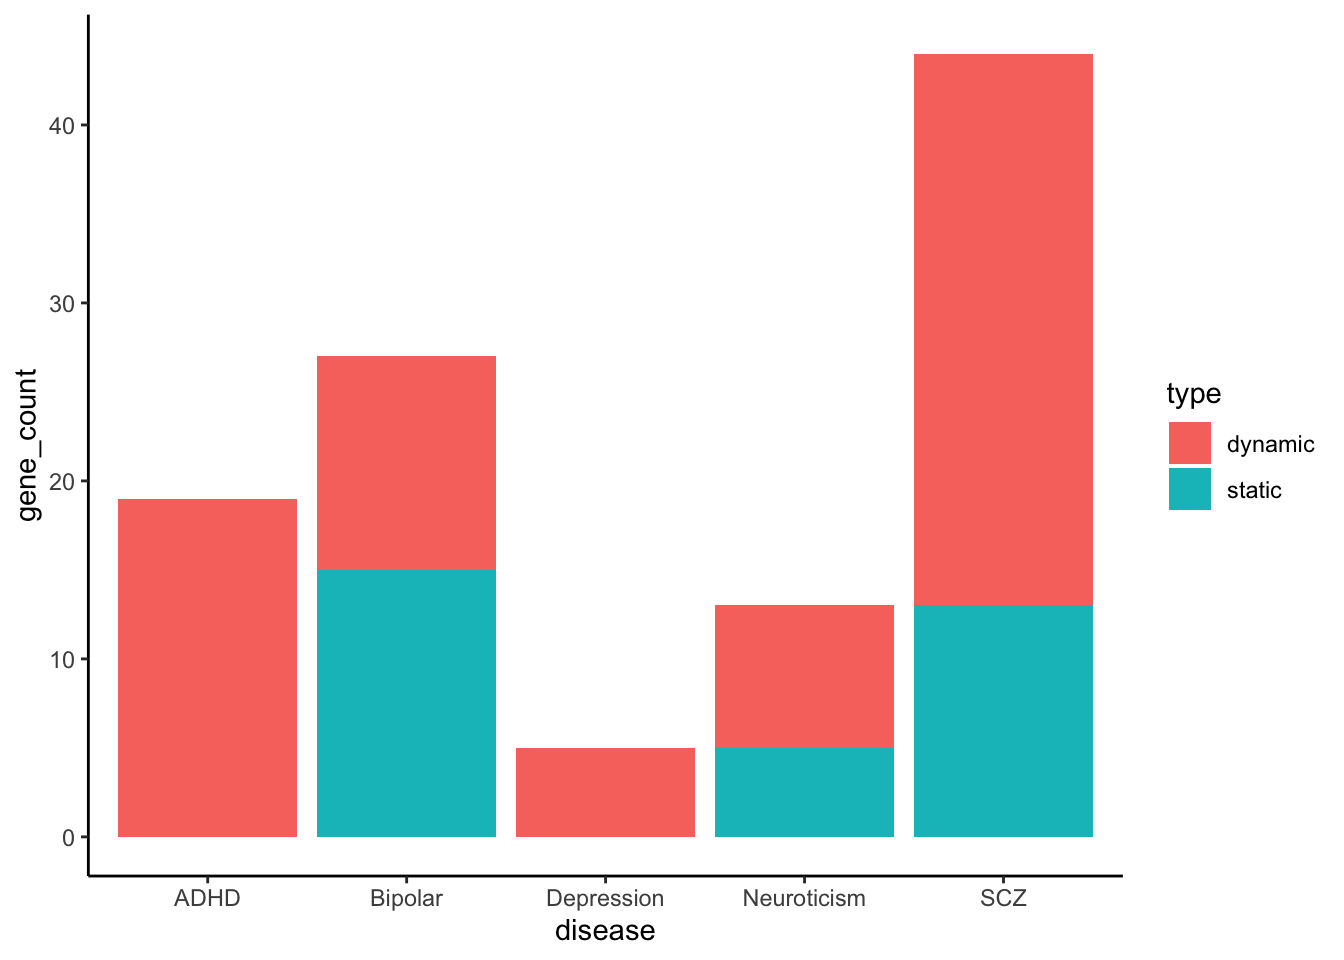 40
30
20
10
0
gene_count
ADHD
Bipolar
Depression
Neuroticism
SCZ
disease
type
dynamic
static